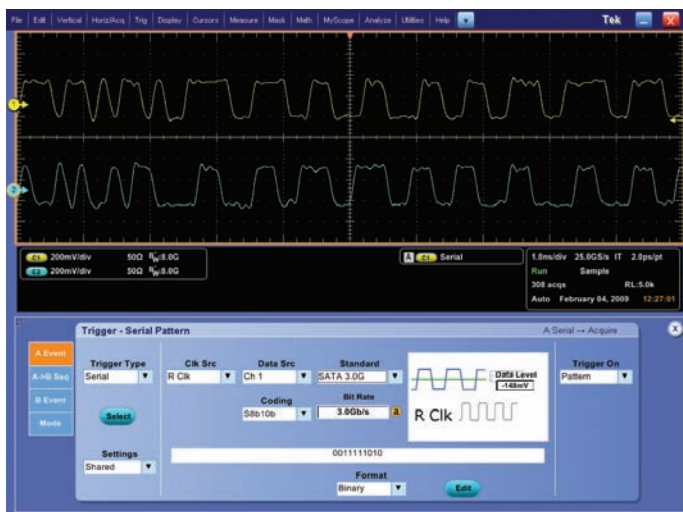 File Edit Vertical Horiz/Acq Trig Display Cursors Measure Mask Math MyScope Analyze Utilities Help Tek X
1
2
C1 200mV/div 50Ω BW:8.0G
C2 200mV/div 50Ω BW:8.0G
A C1 Serial
1.0ns/div 25.0GS/s IT 2.0ps/pt
Run Sample
308 acqs RL:5.0k
Auto February 04, 2009 12:27:01
Trigger - Serial Pattern A:Serial → Acquire X
A Event
A->B Seq
B Event
Mode
Trigger Type
Serial
Select
Settings
Shared
Clk Src
R Clk
Data Src
Ch 1
Standard
SATA 3.0G
Coding
S8b10b
Bit Rate
3.0Gb/s a
Data Level
-148mV
R Clk
Trigger On
Pattern
0011111010
Format
Binary
Edit